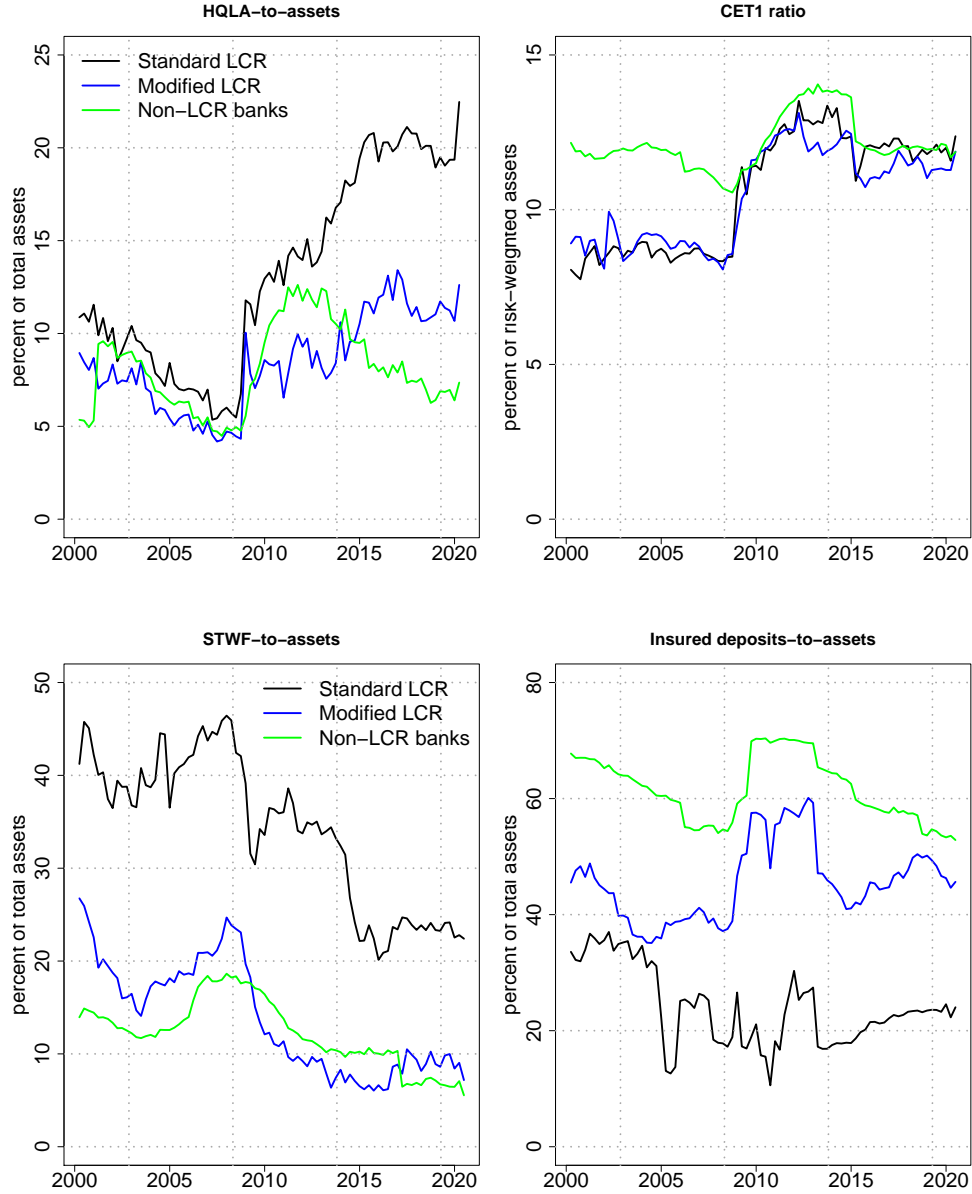 HQLA−to−assets
percent of total assets
25
20
15
10
5
0
Standard LCR
Modified LCR
Non−LCR banks
2000 2005 2010 2015 2020
CET1 ratio
percent of risk−weighted assets
15
10
5
0
2000 2005 2010 2015 2020
STWF−to−assets
percent of total assets
50
40
30
20
10
0
Standard LCR
Modified LCR
Non−LCR banks
2000 2005 2010 2015 2020
Insured deposits−to−assets
percent of total assets
80
60
40
20
0
2000 2005 2010 2015 2020